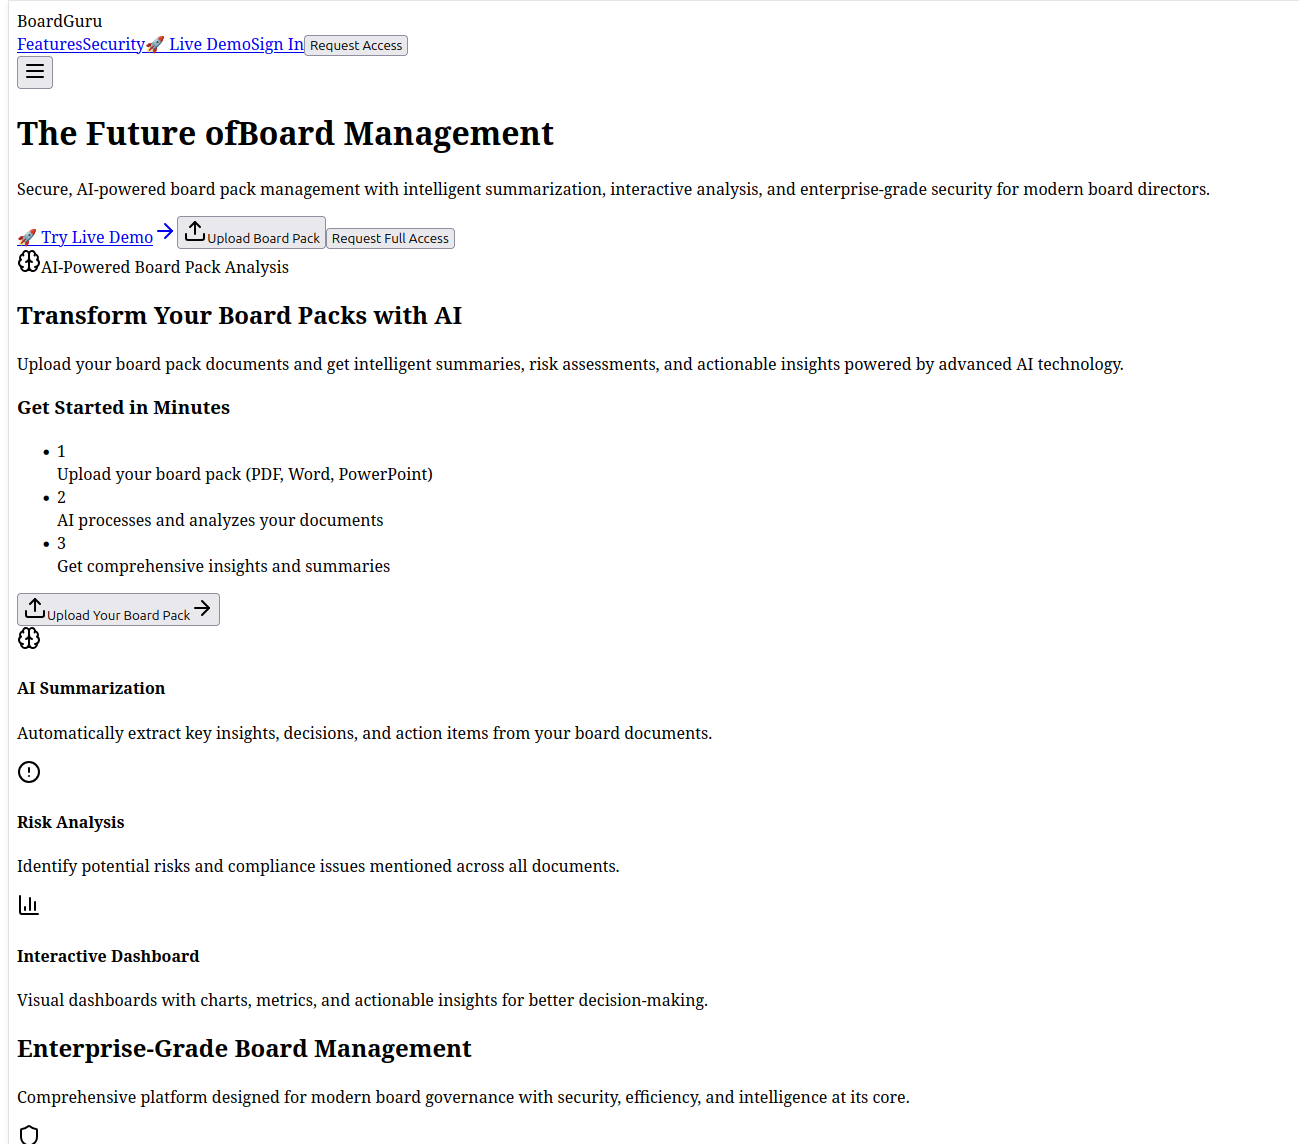 BoardGuru
FeaturesSecurity🚀 Live DemoSign In Request Access
The Future ofBoard Management
Secure, AI-powered board pack management with intelligent summarization, interactive analysis, and enterprise-grade security for modern board directors.
🚀 Try Live Demo Upload Board Pack Request Full Access
AI-Powered Board Pack Analysis
Transform Your Board Packs with AI
Upload your board pack documents and get intelligent summaries, risk assessments, and actionable insights powered by advanced AI technology.
Get Started in Minutes
• 1
Upload your board pack (PDF, Word, PowerPoint)
• 2
AI processes and analyzes your documents
• 3
Get comprehensive insights and summaries
Upload Your Board Pack
AI Summarization
Automatically extract key insights, decisions, and action items from your board documents.
Risk Analysis
Identify potential risks and compliance issues mentioned across all documents.
Interactive Dashboard
Visual dashboards with charts, metrics, and actionable insights for better decision-making.
Enterprise-Grade Board Management
Comprehensive platform designed for modern board governance with security, efficiency, and intelligence at its core.